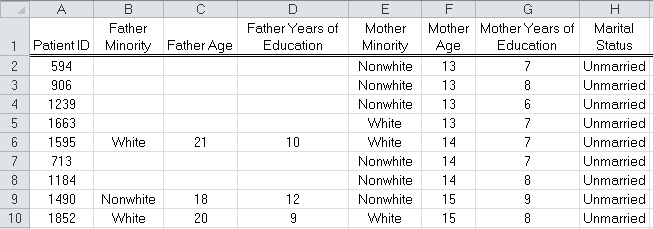 A B C D E F G H
1 Patient ID Father Minority Father Age Father Years of Education Mother Minority Mother Age Mother Years of Education Marital Status
2 594 Nonwhite 13 7 Unmarried
3 906 Nonwhite 13 8 Unmarried
4 1239 Nonwhite 13 6 Unmarried
5 1663 White 13 7 Unmarried
6 1595 White 21 10 White 14 7 Unmarried
7 713 Nonwhite 14 7 Unmarried
8 1184 Nonwhite 14 8 Unmarried
9 1490 Nonwhite 18 12 Nonwhite 15 9 Unmarried
10 1852 White 20 9 White 15 8 Unmarried